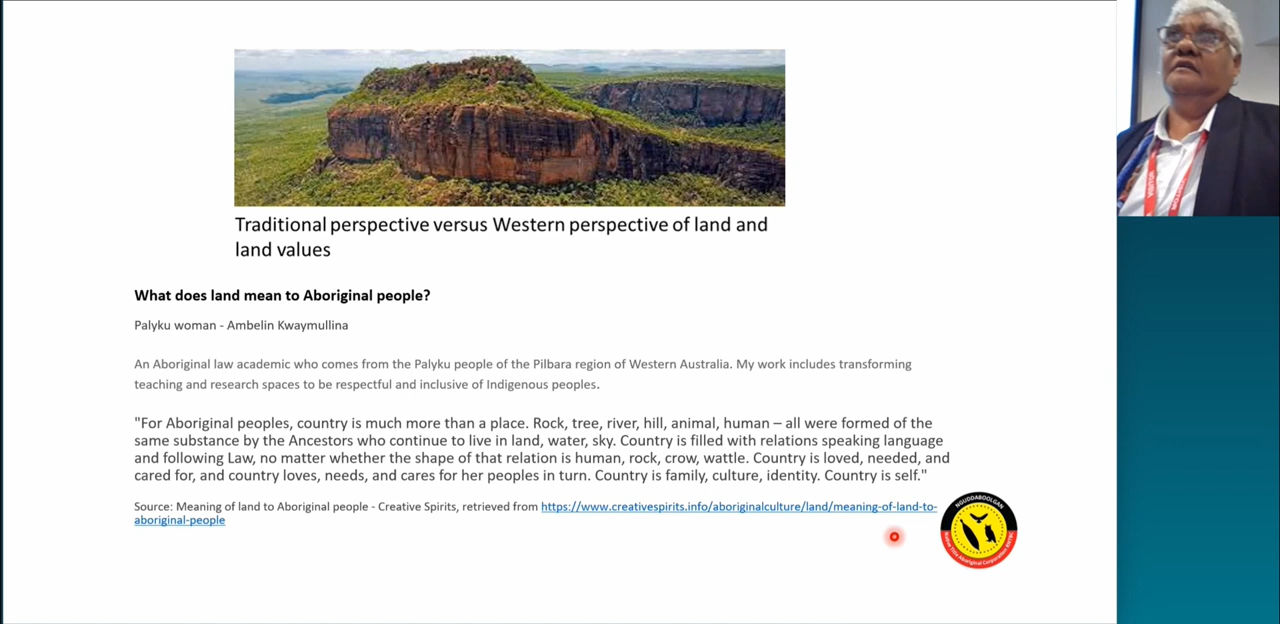 Traditional perspective versus Western perspective of land and
land values
What does land mean to Aboriginal people?
Palyku woman - Ambelin Kwaymullina
An Aboriginal law academic who comes from the Palyku people of the Pilbara region of Western Australia. My work includes transforming
teaching and research spaces to be respectful and inclusive of Indigenous peoples.
"For Aboriginal peoples, country is much more than a place. Rock, tree, river, hill, animal, human – all were formed of the
same substance by the Ancestors who continue to live in land, water, sky. Country is filled with relations speaking language
and following Law, no matter whether the shape of that relation is human, rock, crow, wattle. Country is loved, needed, and
cared for, and country loves, needs, and cares for her peoples in turn. Country is family, culture, identity. Country is self."
Source: Meaning of land to Aboriginal people - Creative Spirits, retrieved from https://www.creativespirits.info/aboriginalculture/land/meaning-of-land-to-
aboriginal-people
NGUDDABOOLGAN
Native Title Aboriginal Corporation RNTBC
VISITOR